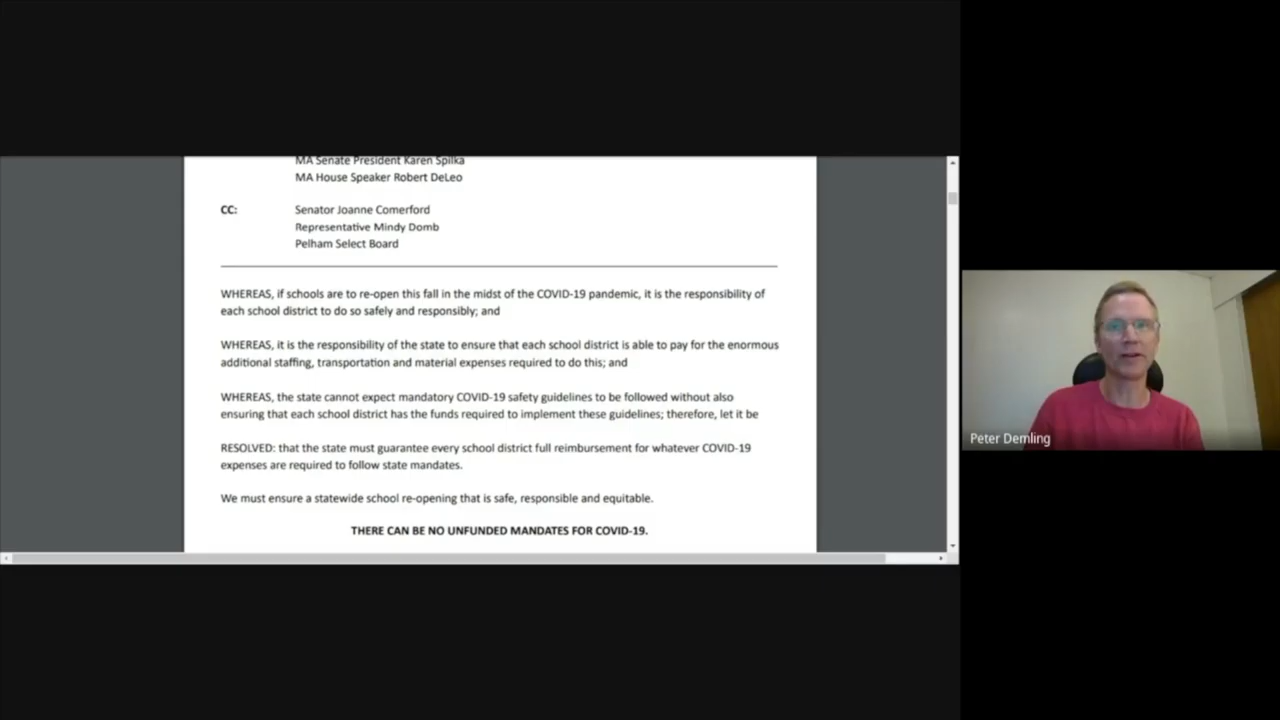 MA Senate President Karen Spilka
MA House Speaker Robert DeLeo
CC: Senator Joanne Comerford
Representative Mindy Domb
Pelham Select Board
WHEREAS, if schools are to re-open this fall in the midst of the COVID-19 pandemic, it is the responsibility of
each school district to do so safely and responsibly; and
WHEREAS, it is the responsibility of the state to ensure that each school district is able to pay for the enormous
additional staffing, transportation and material expenses required to do this; and
WHEREAS, the state cannot expect mandatory COVID-19 safety guidelines to be followed without also
ensuring that each school district has the funds required to implement these guidelines; therefore, let it be
RESOLVED: that the state must guarantee every school district full reimbursement for whatever COVID-19
expenses are required to follow state mandates.
We must ensure a statewide school re-opening that is safe, responsible and equitable.
THERE CAN BE NO UNFUNDED MANDATES FOR COVID-19.
Peter Demling